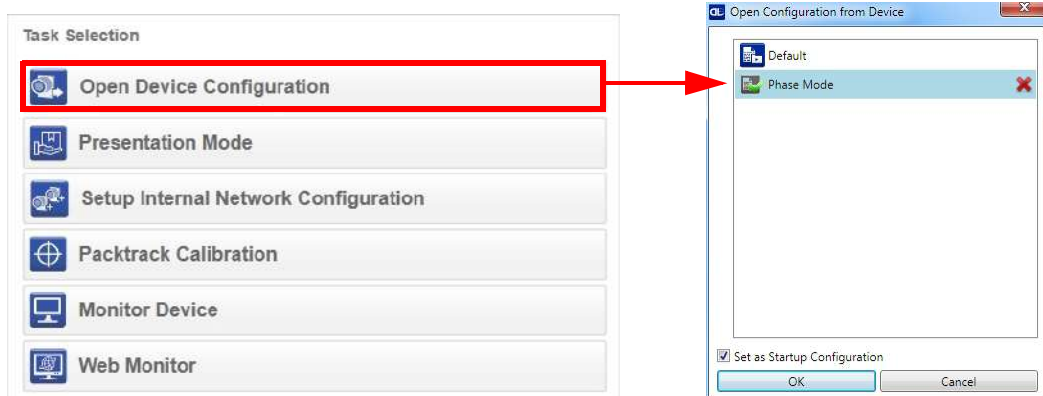 Task Selection
Open Device Configuration
Presentation Mode
Setup Internal Network Configuration
Packtrack Calibration
Monitor Device
Web Monitor
Open Configuration from Device
Default
Phase Mode
Set as Startup Configuration
OK
Cancel